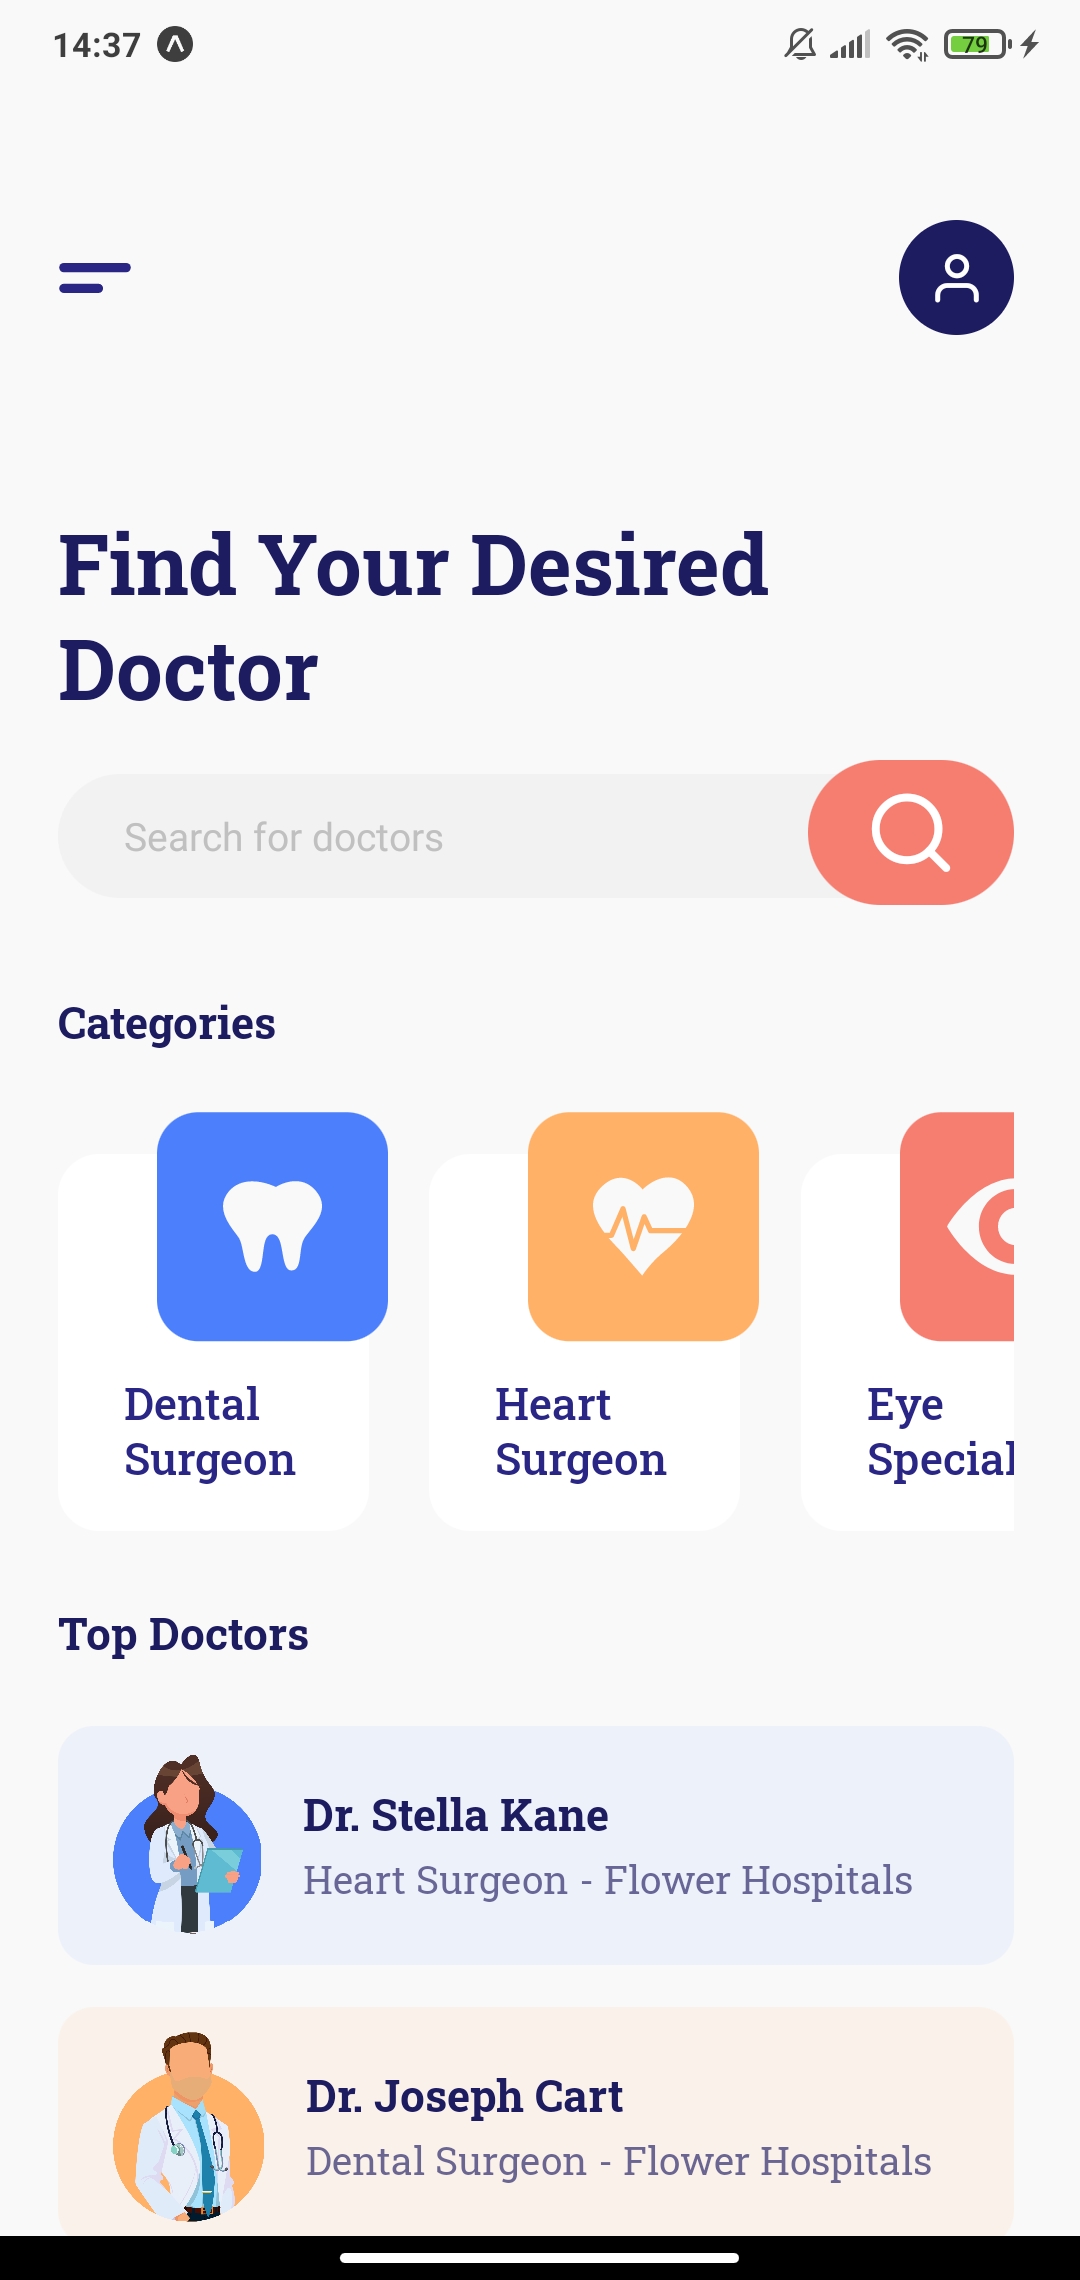 14:37
79
Find Your Desired
Doctor
Search for doctors
Categories
Dental
Surgeon
Heart
Surgeon
Eye
Special
Top Doctors
Dr. Stella Kane
Heart Surgeon - Flower Hospitals
Dr. Joseph Cart
Dental Surgeon - Flower Hospitals